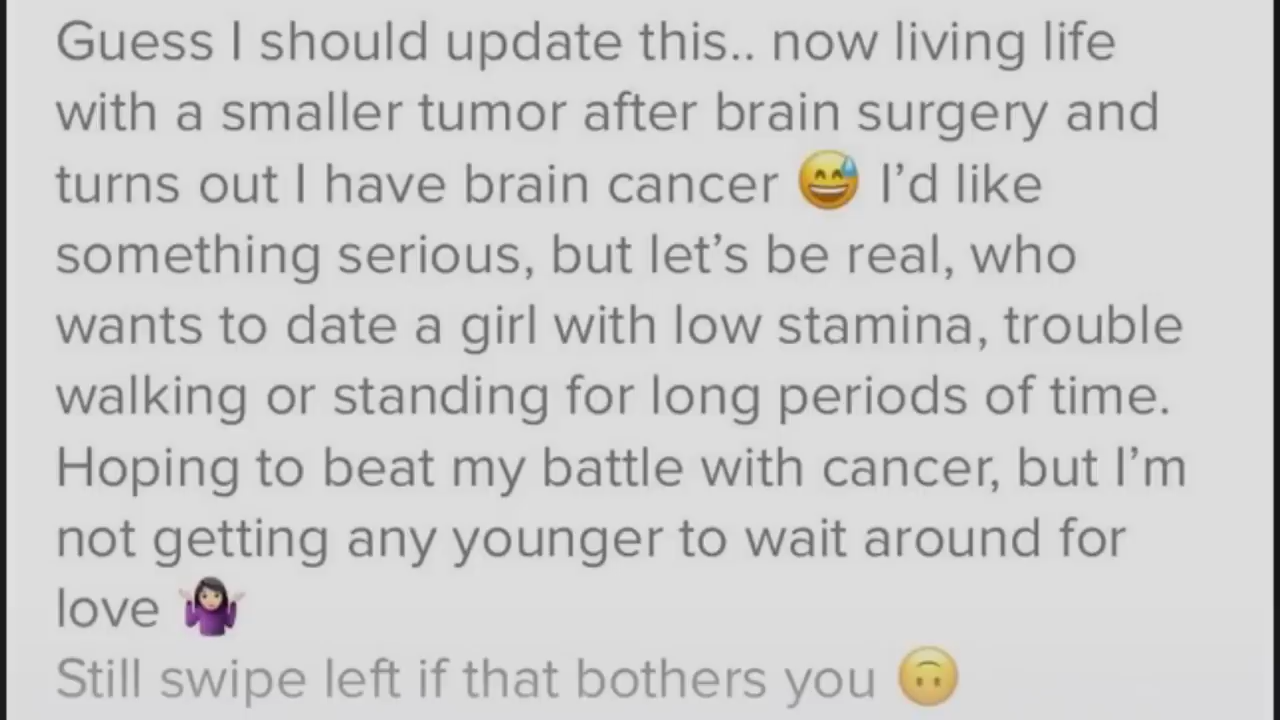 Guess I should update this.. now living life
with a smaller tumor after brain surgery and
turns out I have brain cancer 😅 I’d like
something serious, but let’s be real, who
wants to date a girl with low stamina, trouble
walking or standing for long periods of time.
Hoping to beat my battle with cancer, but I’m
not getting any younger to wait around for
love 🤷🏻‍♀️
Still swipe left if that bothers you 🙃